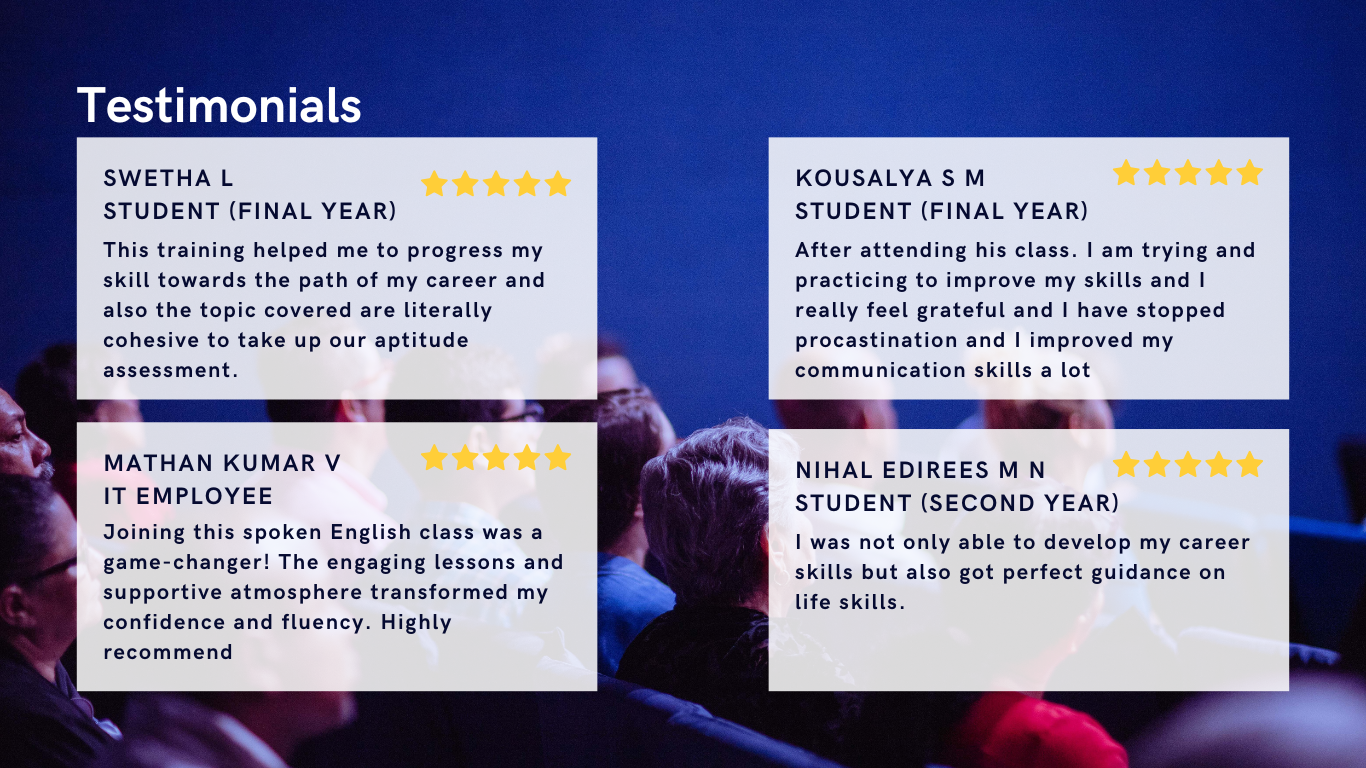 Testimonials
SWETHA L
STUDENT (FINAL YEAR)
This training helped me to progress my
skill towards the path of my career and
also the topic covered are literally
cohesive to take up our aptitude
assessment.
KOUSALYA S M
STUDENT (FINAL YEAR)
After attending his class. I am trying and
practicing to improve my skills and I
really feel grateful and I have stopped
procastination and I improved my
communication skills a lot
MATHAN KUMAR V
IT EMPLOYEE
Joining this spoken English class was a
game-changer! The engaging lessons and
supportive atmosphere transformed my
confidence and fluency. Highly
recommend
NIHAL EDIREES M N
STUDENT (SECOND YEAR)
I was not only able to develop my career
skills but also got perfect guidance on
life skills.